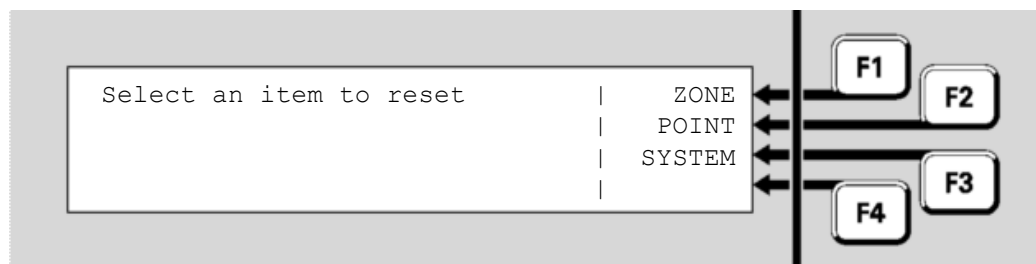 Select an item to reset | ZONE
| POINT
| SYSTEM
|
F1
F2
F3
F4